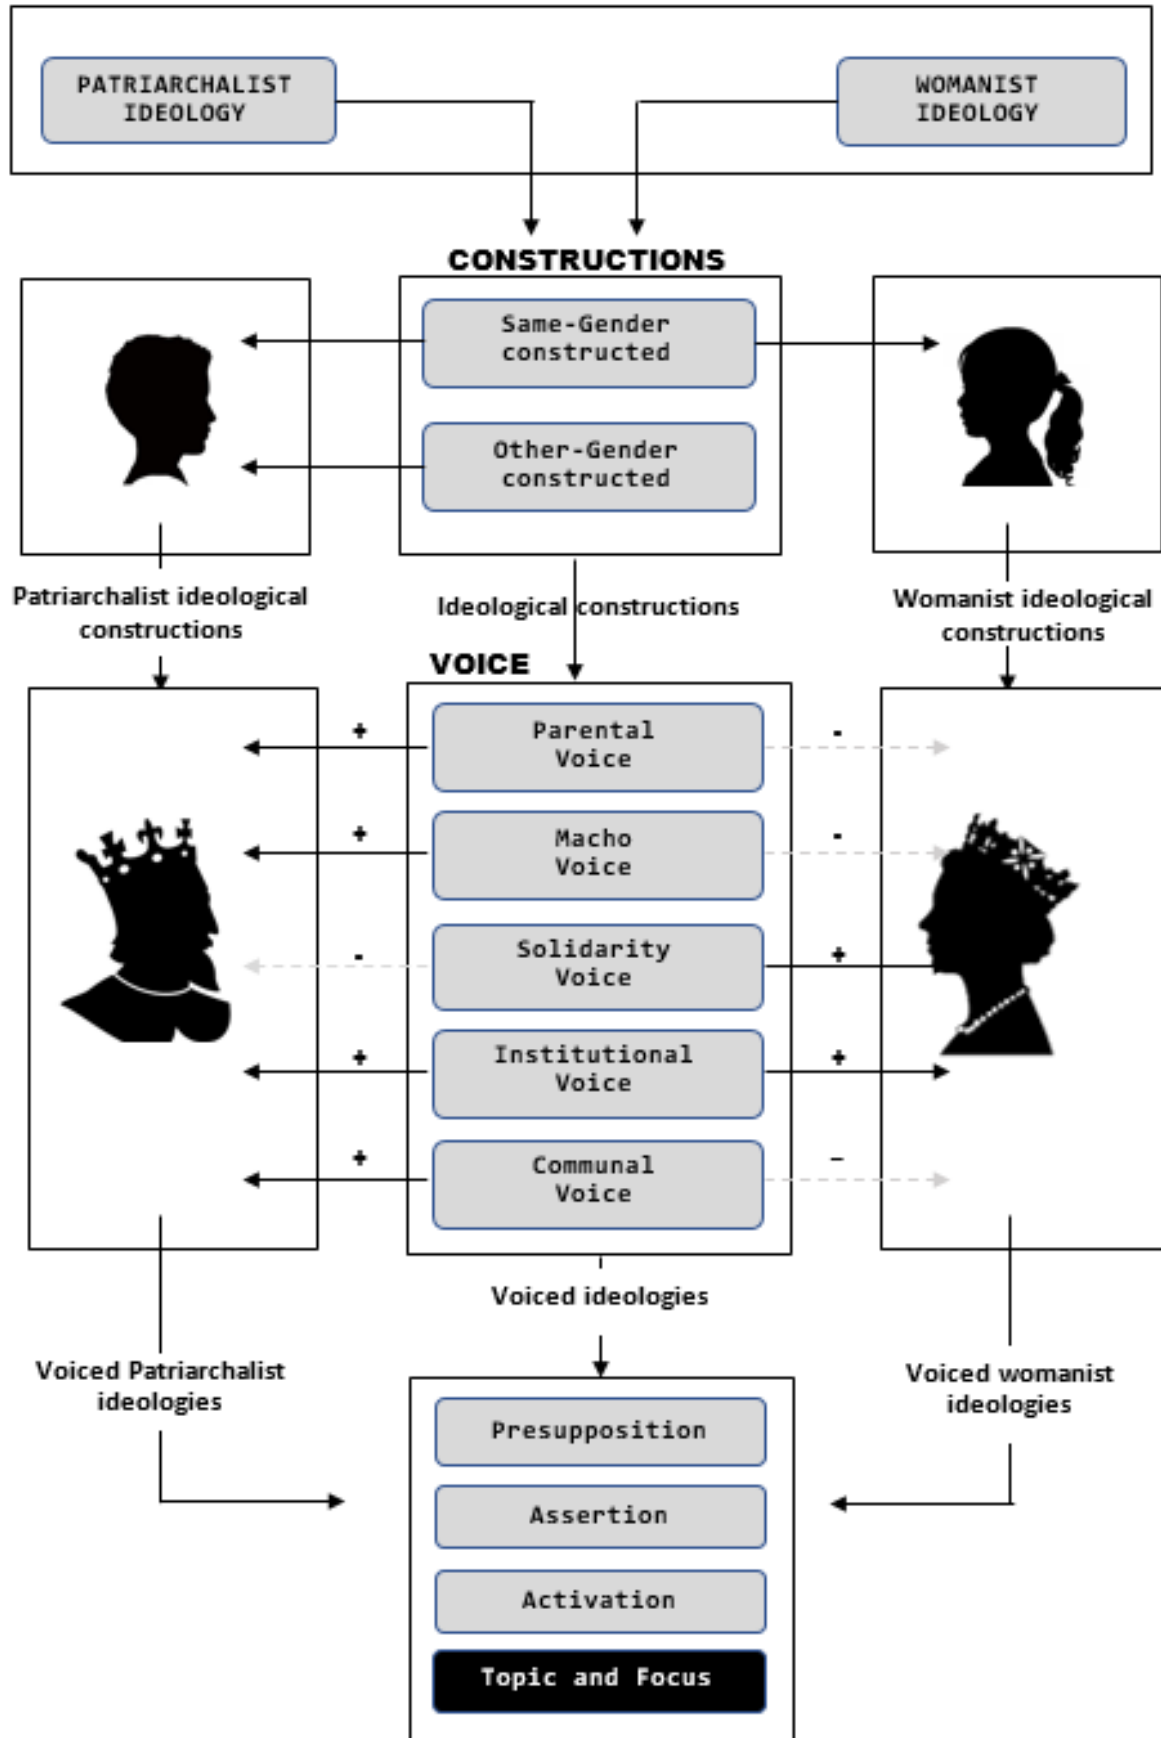 PATRIARCHALIST
IDEOLOGY
WOMANIST
IDEOLOGY
CONSTRUCTIONS
Same-Gender
constructed
Other-Gender
constructed
Patriarchalist ideological
constructions
Ideological constructions
Womanist ideological
constructions
VOICE
+
Parental
Voice
-
+
Macho
Voice
-
-
Solidarity
Voice
+
+
Institutional
Voice
+
+
Communal
Voice
–
Voiced ideologies
Voiced Patriarchalist
ideologies
Voiced womanist
ideologies
Presupposition
Assertion
Activation
Topic and Focus